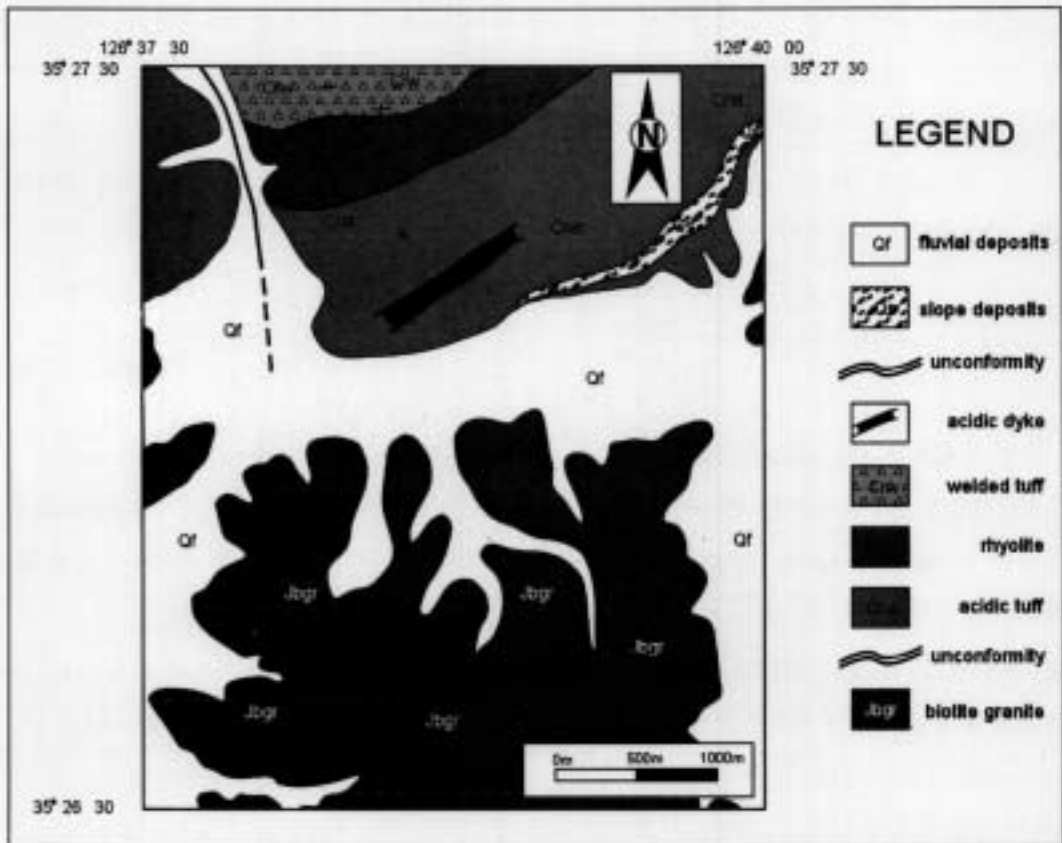 126° 37 30
126° 40 00
35° 27 30
35° 27 30
N
LEGEND
Qf fluvial deposits
slope deposits
unconformity
acidic dyke
welded tuff
rhyolite
acidic tuff
unconformity
Jbgr biotite granite
Qf
Qf
Qf
Qf
Jbgr
Jbgr
Jbgr
Jbgr
Jbgr
0m 500m 1000m
35° 26 30